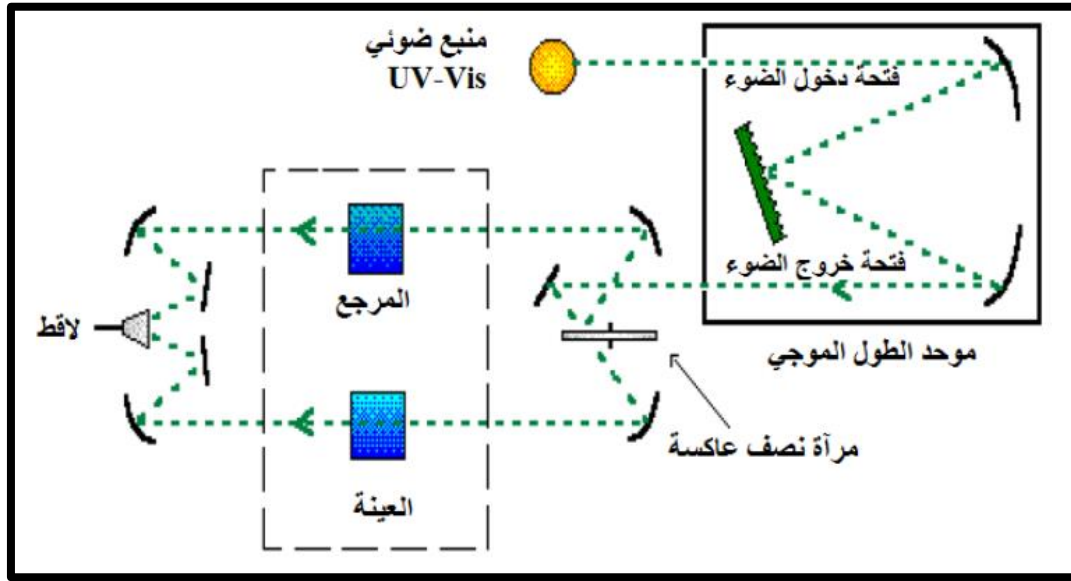 منبع ضوئي
UV-Vis
فتحة دخول الضوء
فتحة خروج الضوء
موحد الطول الموجي
المرجع
لاقط
مرآة نصف عاكسة
العينة